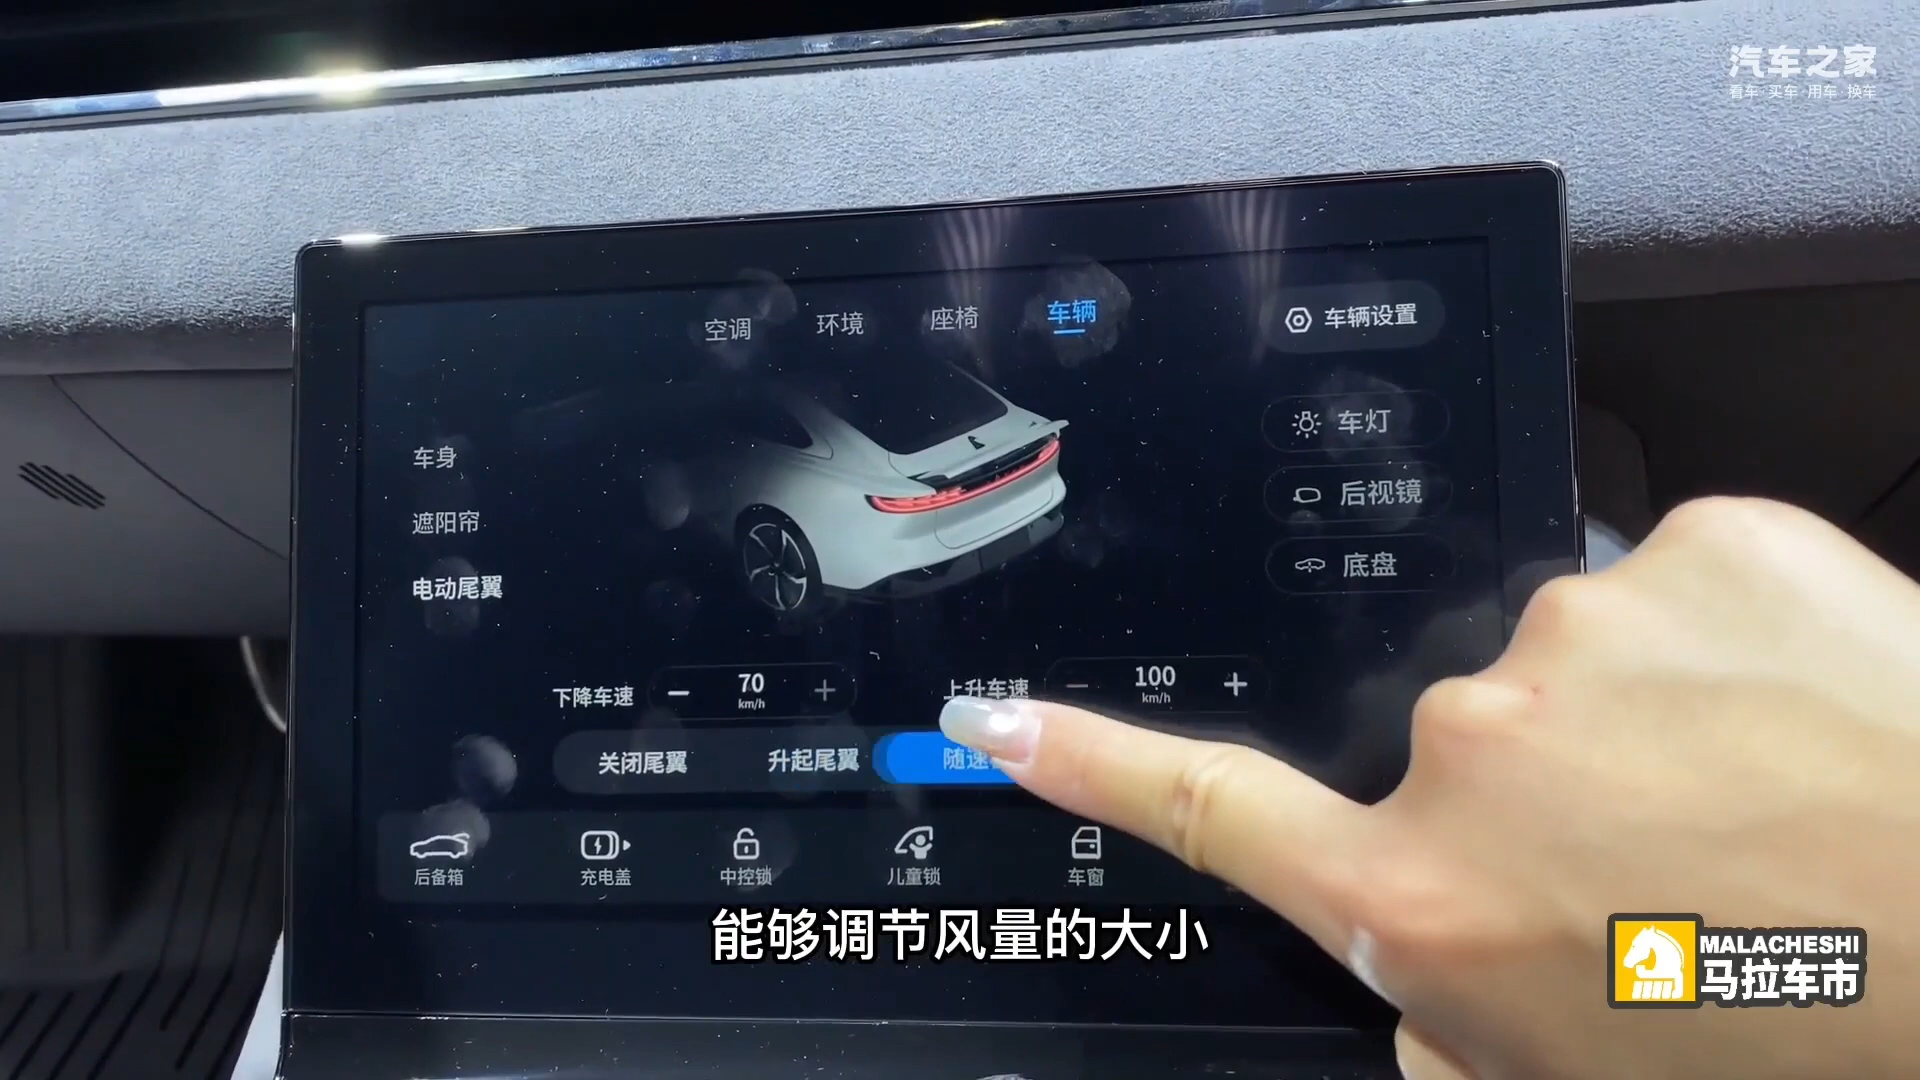 汽车之家
看车 买车 用车 换车
空调
环境
座椅
车辆
车辆设置
车身
遮阳帘
电动尾翼
车灯
后视镜
底盘
下降车速
70
km/h
上升车速
100
km/h
关闭尾翼
升起尾翼
随速
后备箱
充电盖
中控锁
儿童锁
车窗
能够调节风量的大小
MALACHESHI
马拉车市